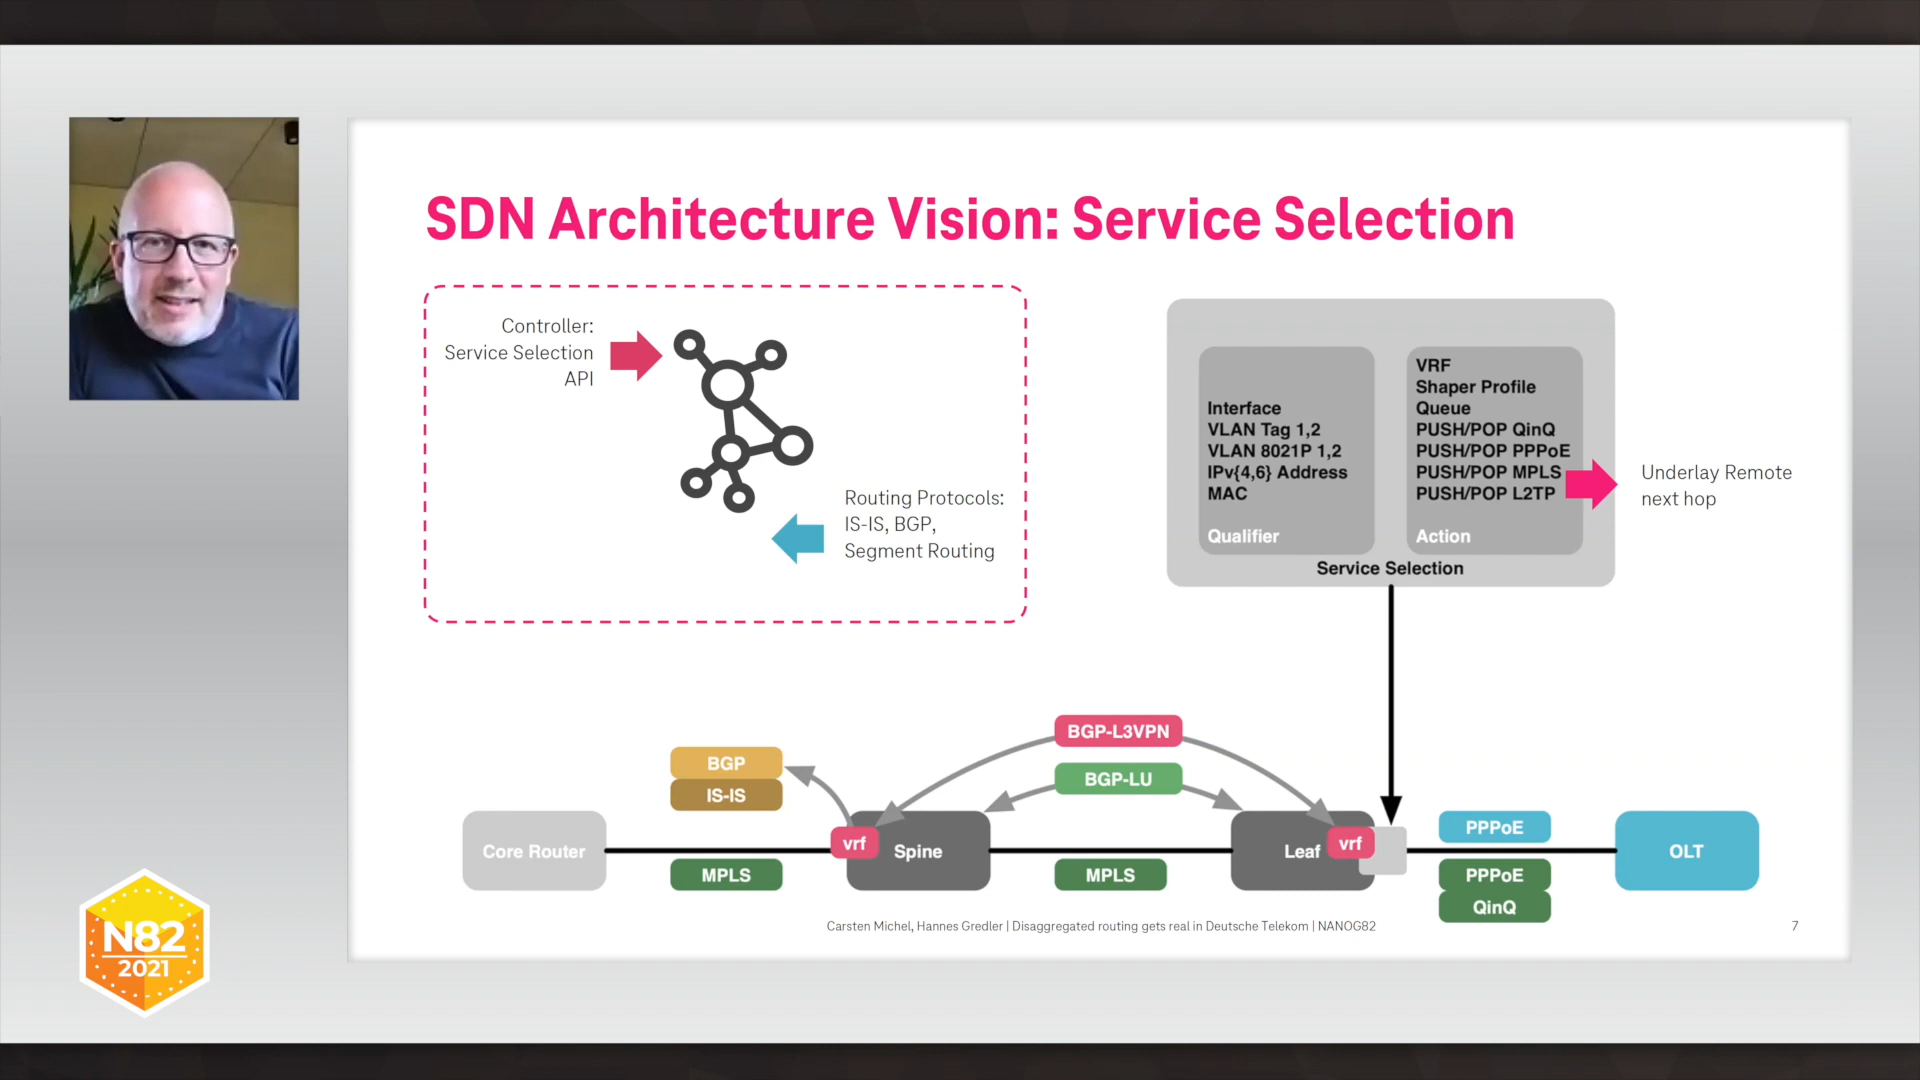 SDN Architecture Vision: Service Selection
Controller:
Service Selection
API
Routing Protocols:
IS-IS, BGP,
Segment Routing
Interface
VLAN Tag 1,2
VLAN 8021P 1,2
IPv{4,6} Address
MAC
Qualifier
VRF
Shaper Profile
Queue
PUSH/POP QinQ
PUSH/POP PPPoE
PUSH/POP MPLS
PUSH/POP L2TP
Action
Service Selection
Underlay Remote
next hop
BGP-L3VPN
BGP-LU
BGP
IS-IS
Core Router
MPLS
vrf
Spine
MPLS
Leaf
vrf
PPPoE
PPPoE
QinQ
OLT
Carsten Michel, Hannes Gredler | Disaggregated routing gets real in Deutsche Telekom | NANOG82
7
N82
2021